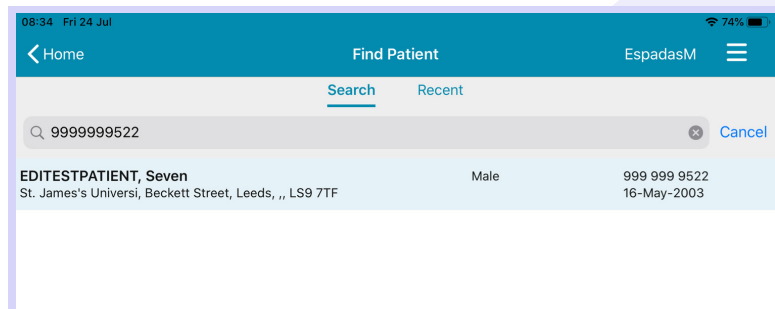 08:34 Fri 24 Jul 74%
Home Find Patient EspadasM
Search Recent
9999999522 Cancel
EDITESTPATIENT, Seven Male 999 999 9522
St. James's Universi, Beckett Street, Leeds, ,, LS9 7TF 16-May-2003